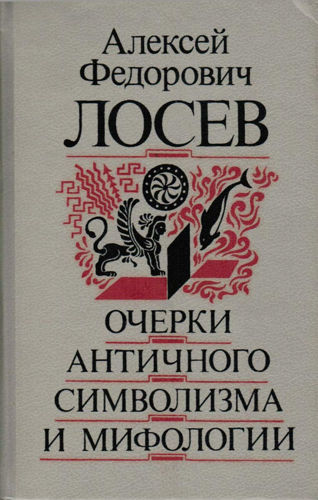 Алексей
Федорович
ЛОСЕВ
ОЧЕРКИ
АНТИЧНОГО
СИМВОЛИЗМА
И МИФОЛОГИИ